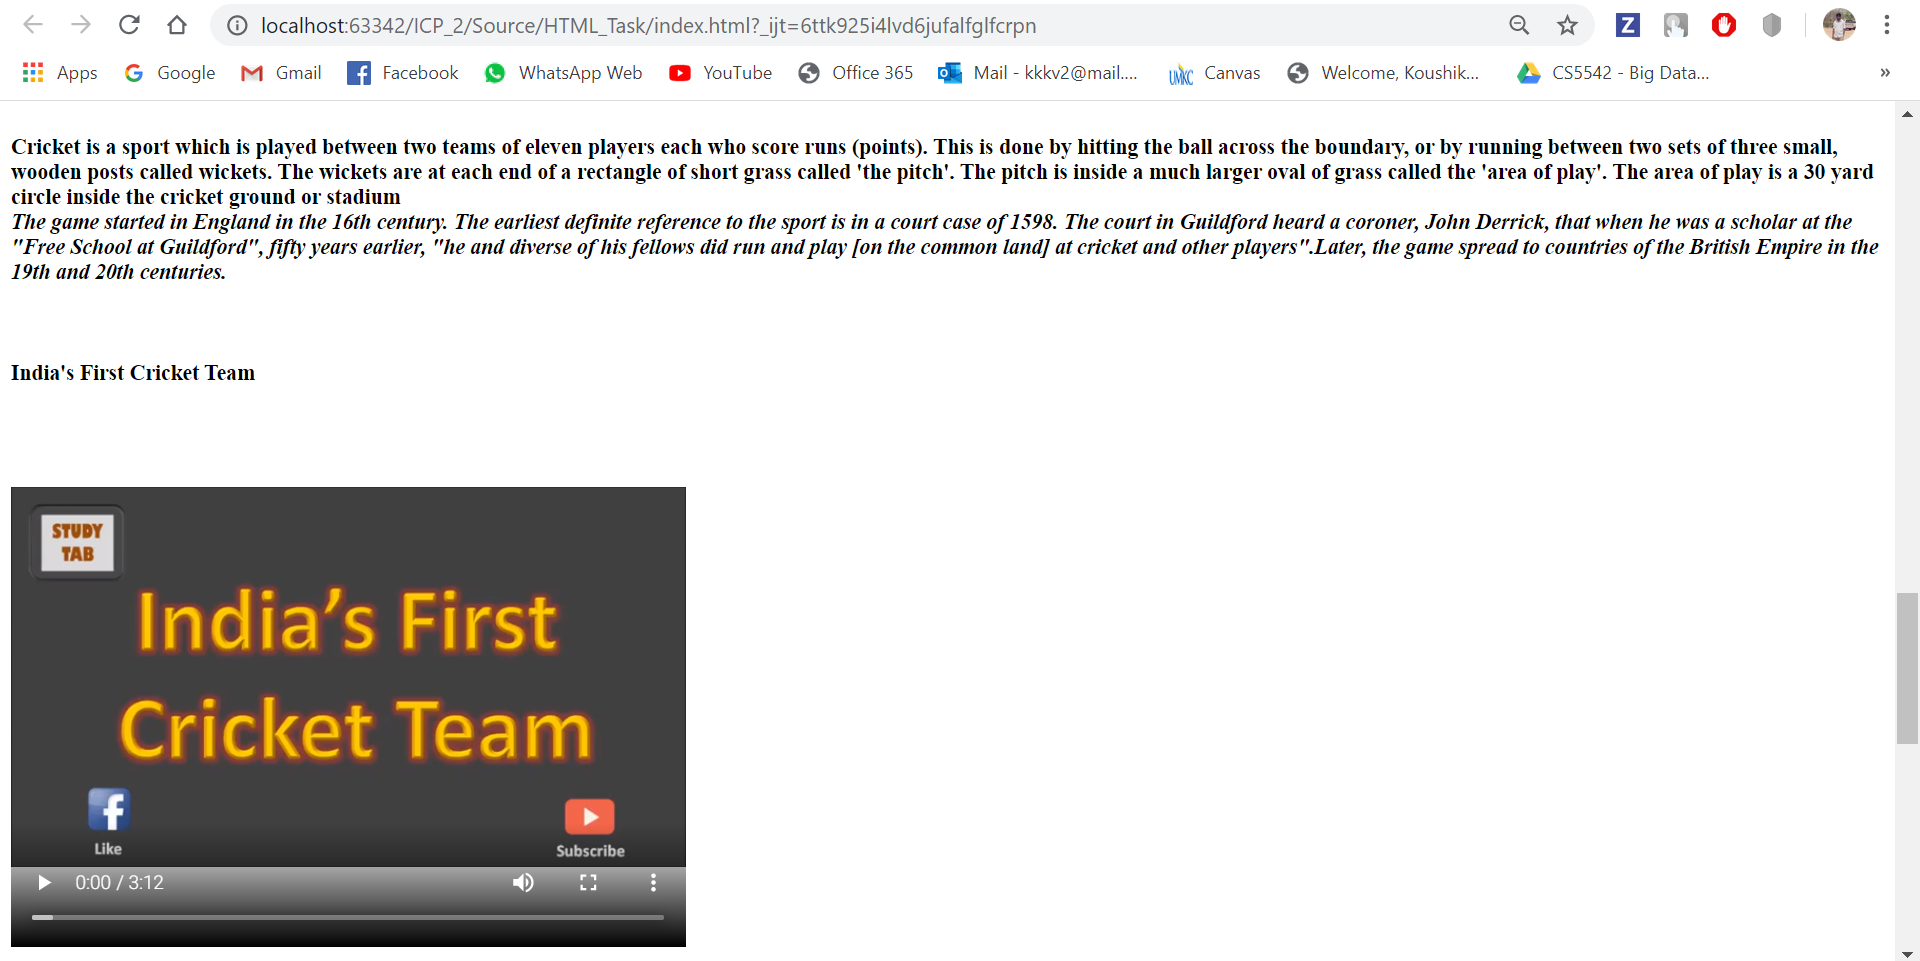 localhost:63342/ICP_2/Source/HTML_Task/index.html?_ijt=6ttk925i4lvd6jufalfglfcrpn
Z
Apps Google Gmail Facebook WhatsApp Web YouTube Office 365 Mail - kkkv2@mail.... UMKC Canvas Welcome, Koushik... CS5542 - Big Data... »
Cricket is a sport which is played between two teams of eleven players each who score runs (points). This is done by hitting the ball across the boundary, or by running between two sets of three small,
wooden posts called wickets. The wickets are at each end of a rectangle of short grass called 'the pitch'. The pitch is inside a much larger oval of grass called the 'area of play'. The area of play is a 30 yard
circle inside the cricket ground or stadium
The game started in England in the 16th century. The earliest definite reference to the sport is in a court case of 1598. The court in Guildford heard a coroner, John Derrick, that when he was a scholar at the
"Free School at Guildford", fifty years earlier, "he and diverse of his fellows did run and play [on the common land] at cricket and other players".Later, the game spread to countries of the British Empire in the
19th and 20th centuries.
India's First Cricket Team
STUDY
TAB
India's First
Cricket Team
Like
Subscribe
0:00 / 3:12